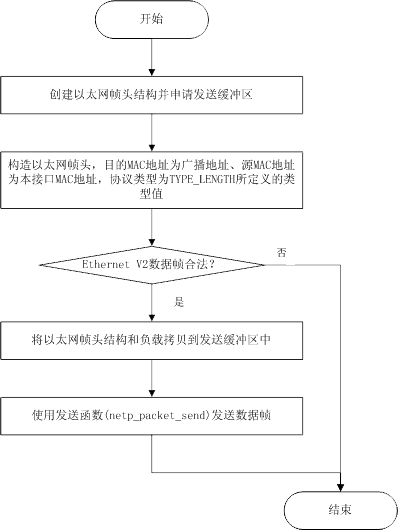 开始
创建以太网帧头结构并申请发送缓冲区
构造以太网帧头，目的MAC地址为广播地址、源MAC地址
为本接口MAC地址，协议类型为TYPE_LENGTH所定义的类
型值
Ethernet V2数据帧合法？
否
是
将以太网帧头结构和负载拷贝到发送缓冲区中
使用发送函数(netp_packet_send)发送数据帧
结束